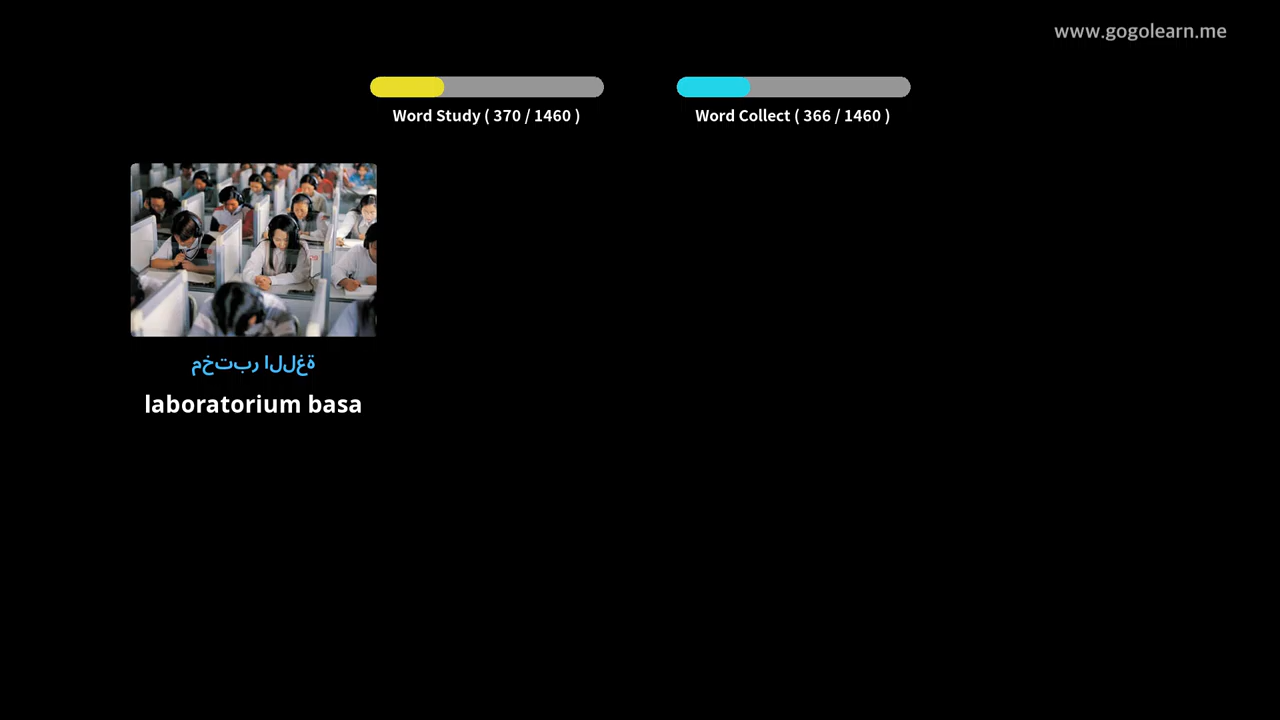 www.gogolearn.me
Word Study ( 370 / 1460 )
Word Collect ( 366 / 1460 )
مختبر اللغة
laboratorium basa